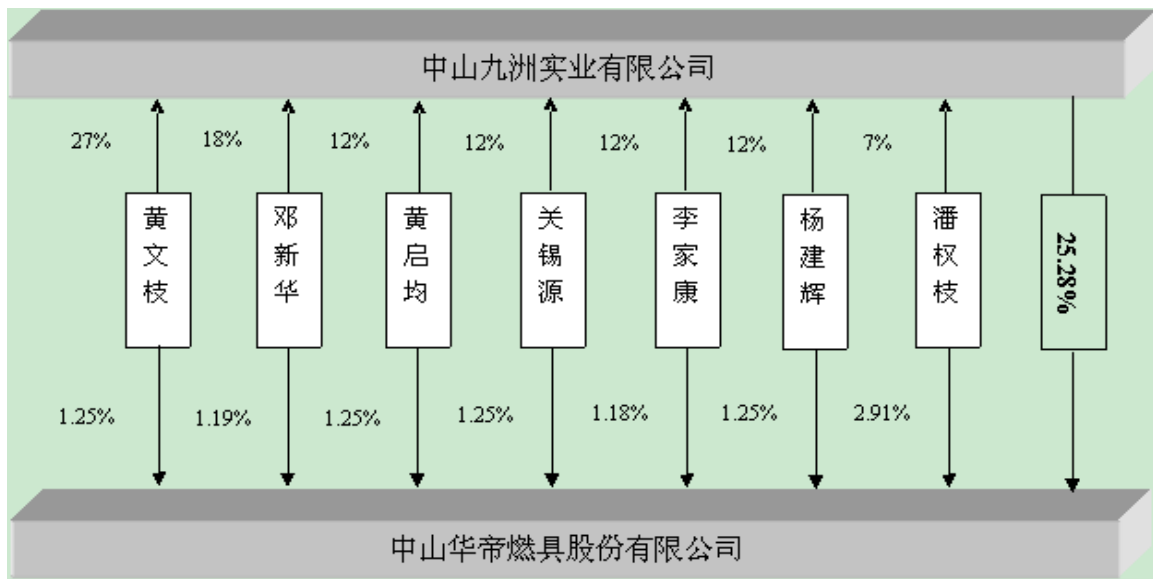 中山九洲实业有限公司
27% 18% 12% 12% 12% 12% 7%
黄文枝
邓新华
黄启均
关锡源
李家康
杨建辉
潘权枝
25.28%
1.25% 1.19% 1.25% 1.25% 1.18% 1.25% 2.91%
中山华帝燃具股份有限公司